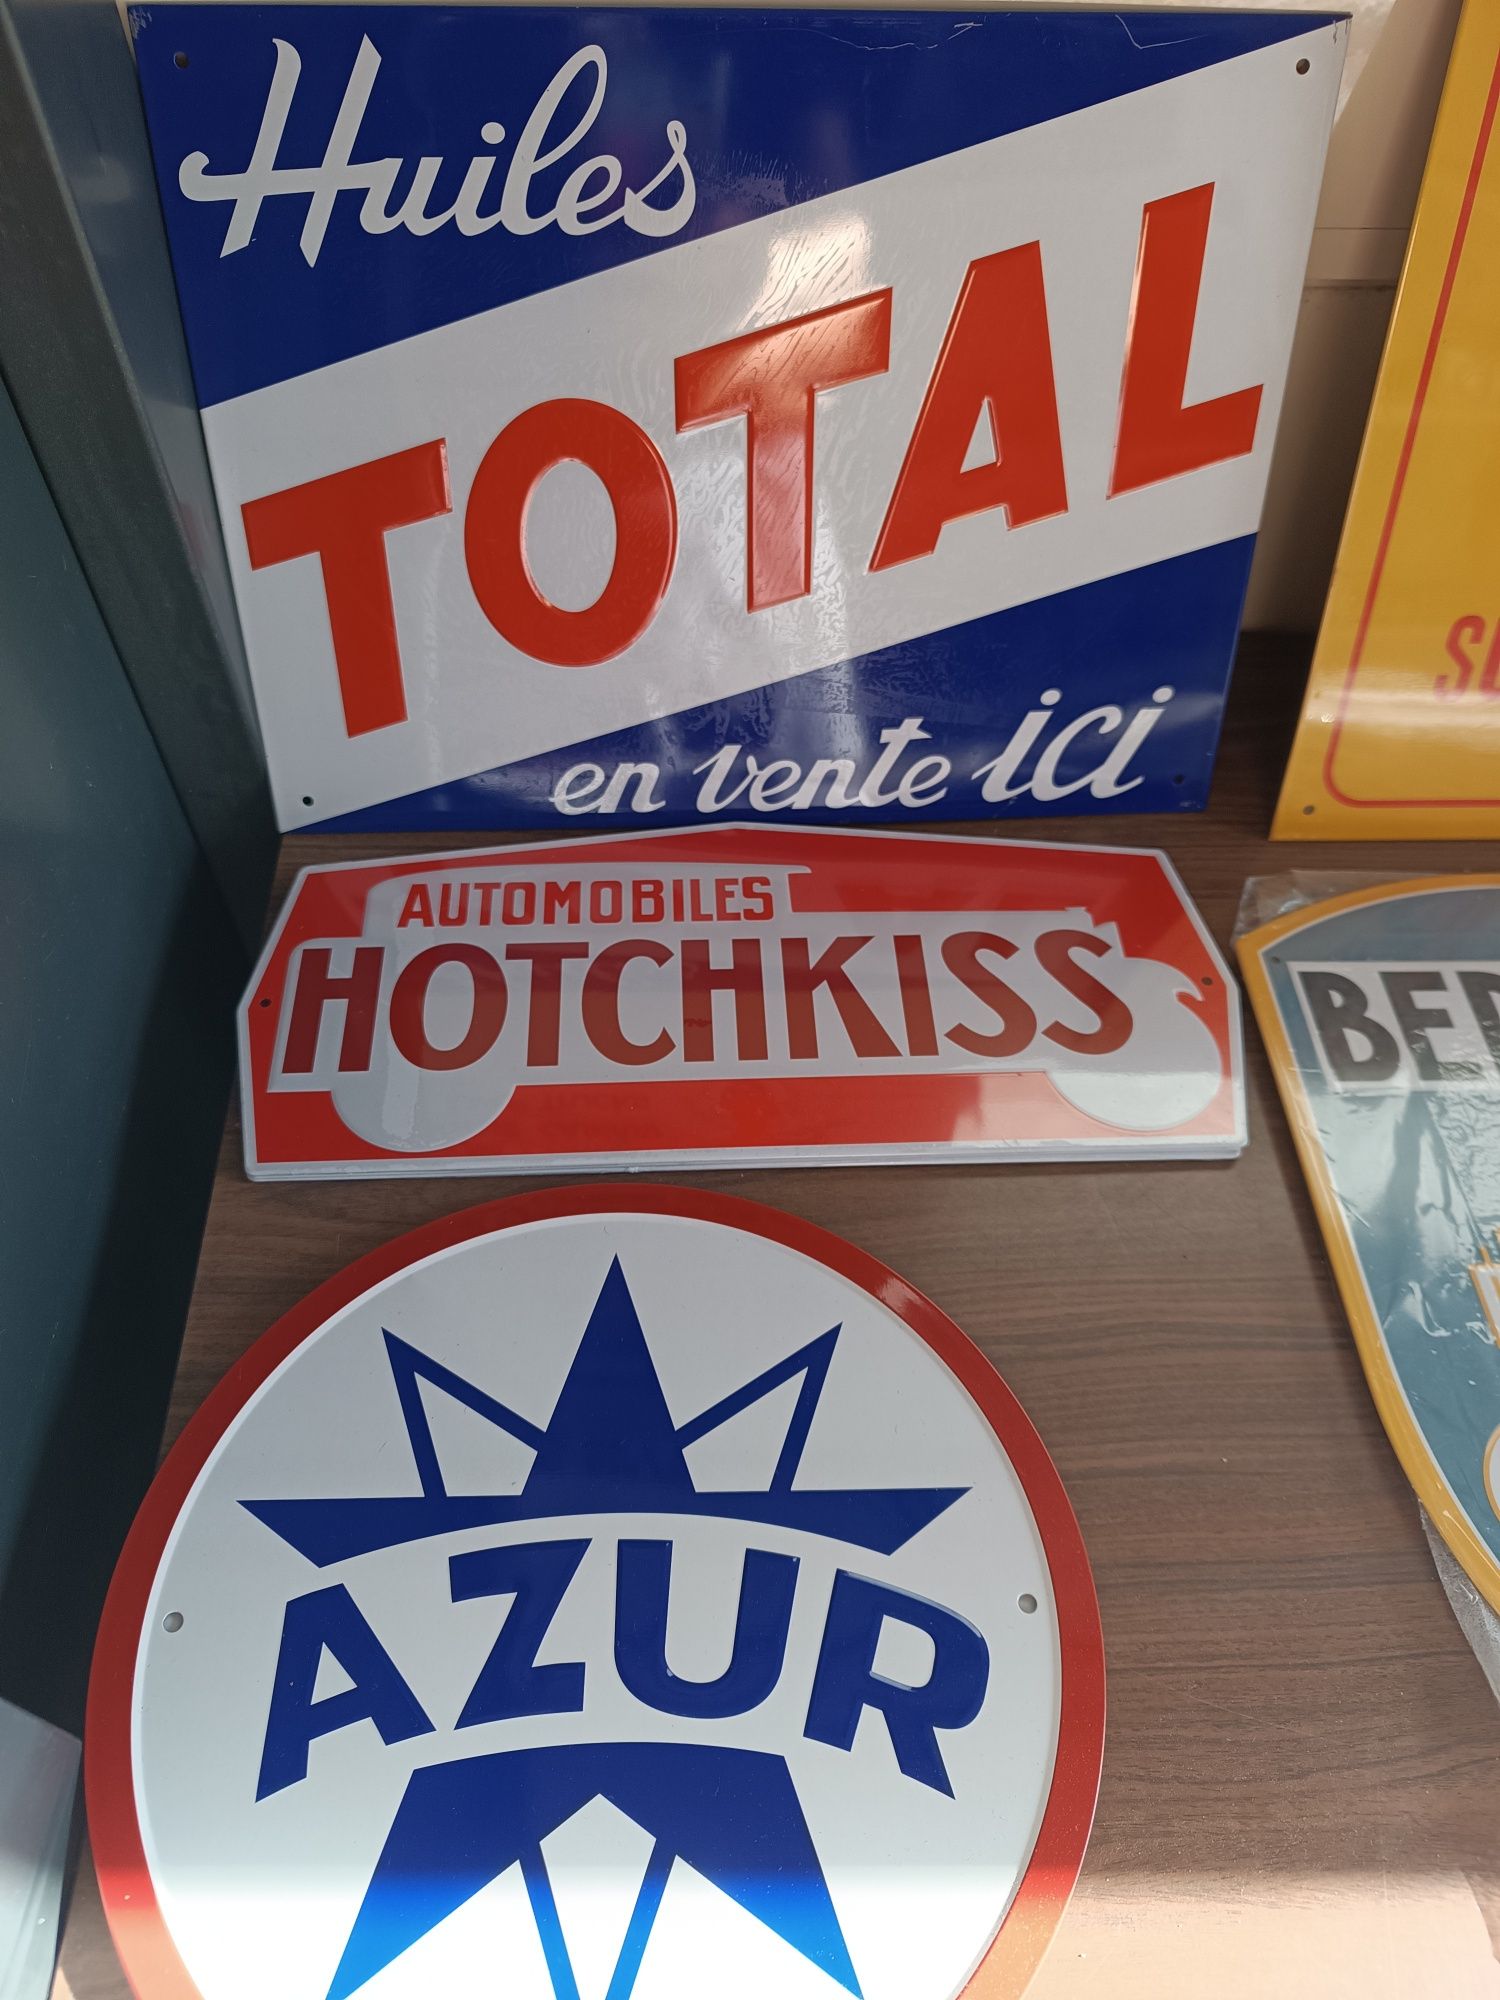 Huiles
TOTAL
en vente ici
AUTOMOBILES
HOTCHKISS
AZUR